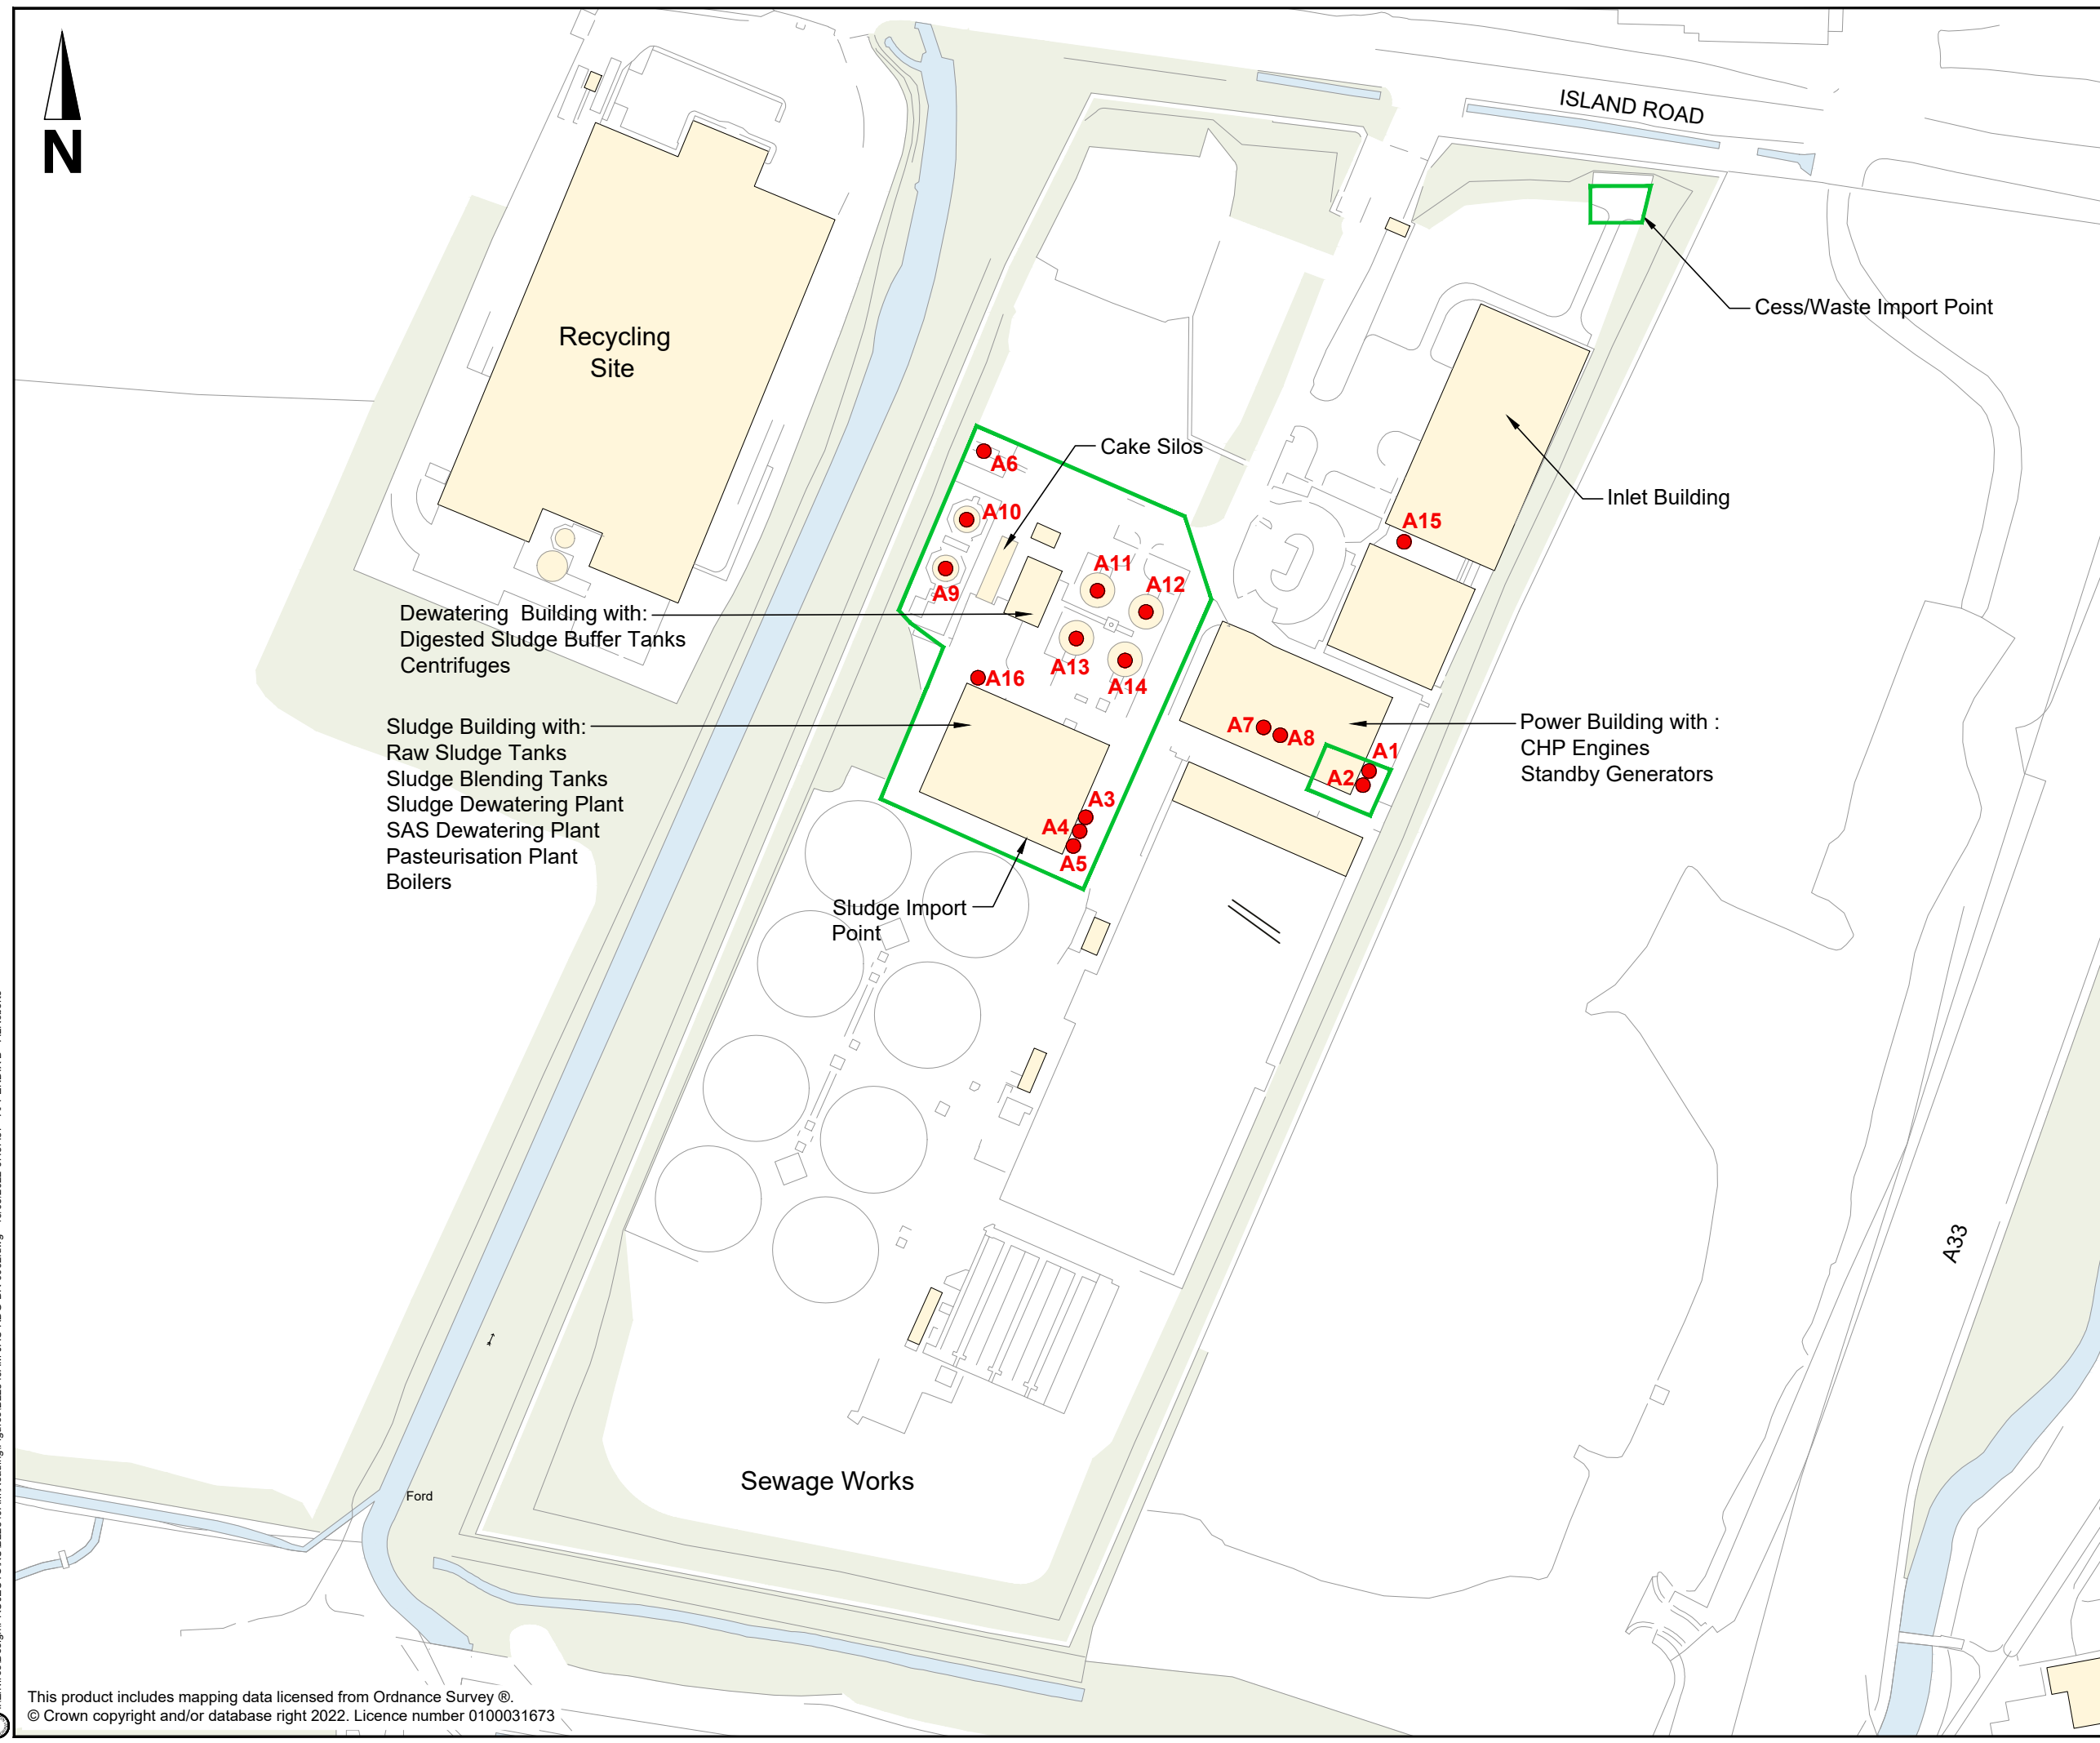 N
ISLAND ROAD
Cess/Waste Import Point
Recycling
Site
Cake Silos
A6
Inlet Building
A10
A15
A11
A12
A9
Dewatering  Building with:
Digested Sludge Buffer Tanks
Centrifuges
A13
A14
A16
Sludge Building with:
Raw Sludge Tanks
Sludge Blending Tanks
Sludge Dewatering Plant
SAS Dewatering Plant
Pasteurisation Plant
Boilers
A7
A8
Power Building with :
CHP Engines
Standby Generators
A1
A2
A3
A4
A5
Sludge Import
Point
A33
Sewage Works
Ford
This product includes mapping data licensed from Ordnance Survey ®.
© Crown copyright and/or database right 2022. Licence number 0100031673